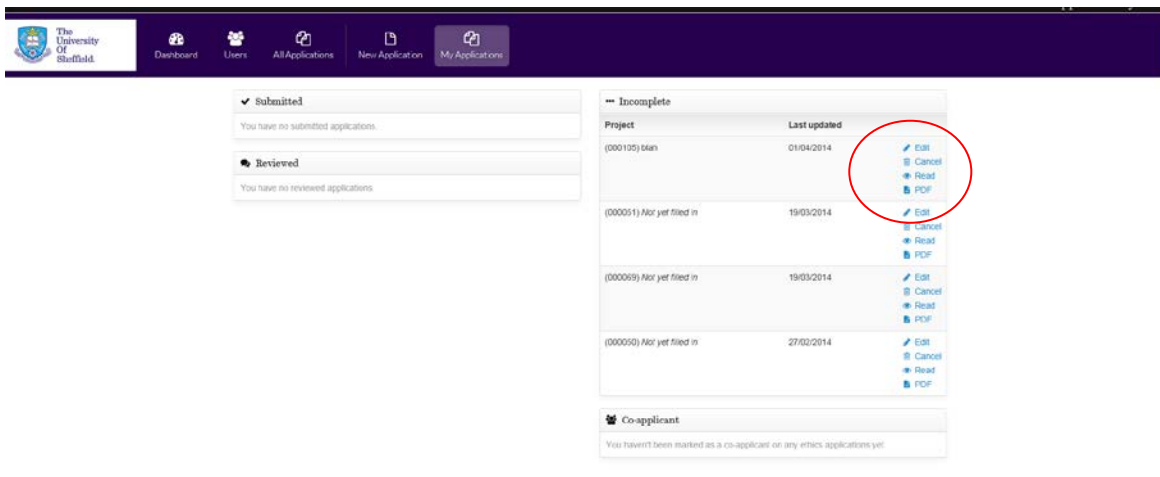 The
University
Of
Sheffield.
Dashboard
Users
All Applications
New Application
My Applications
Submitted
You have no submitted applications
Reviewed
You have no reviewed applications
Incomplete
Project Last updated
(000105) blah 01/04/2014 Edit
Cancel
Read
PDF
(000051) Not yet filled in 19/03/2014 Edit
Cancel
Read
PDF
(000069) Not yet filled in 19/03/2014 Edit
Cancel
Read
PDF
(000050) Not yet filled in 27/02/2014 Edit
Cancel
Read
PDF
Co-applicant
You haven't been marked as a co-applicant on any ethics applications yet